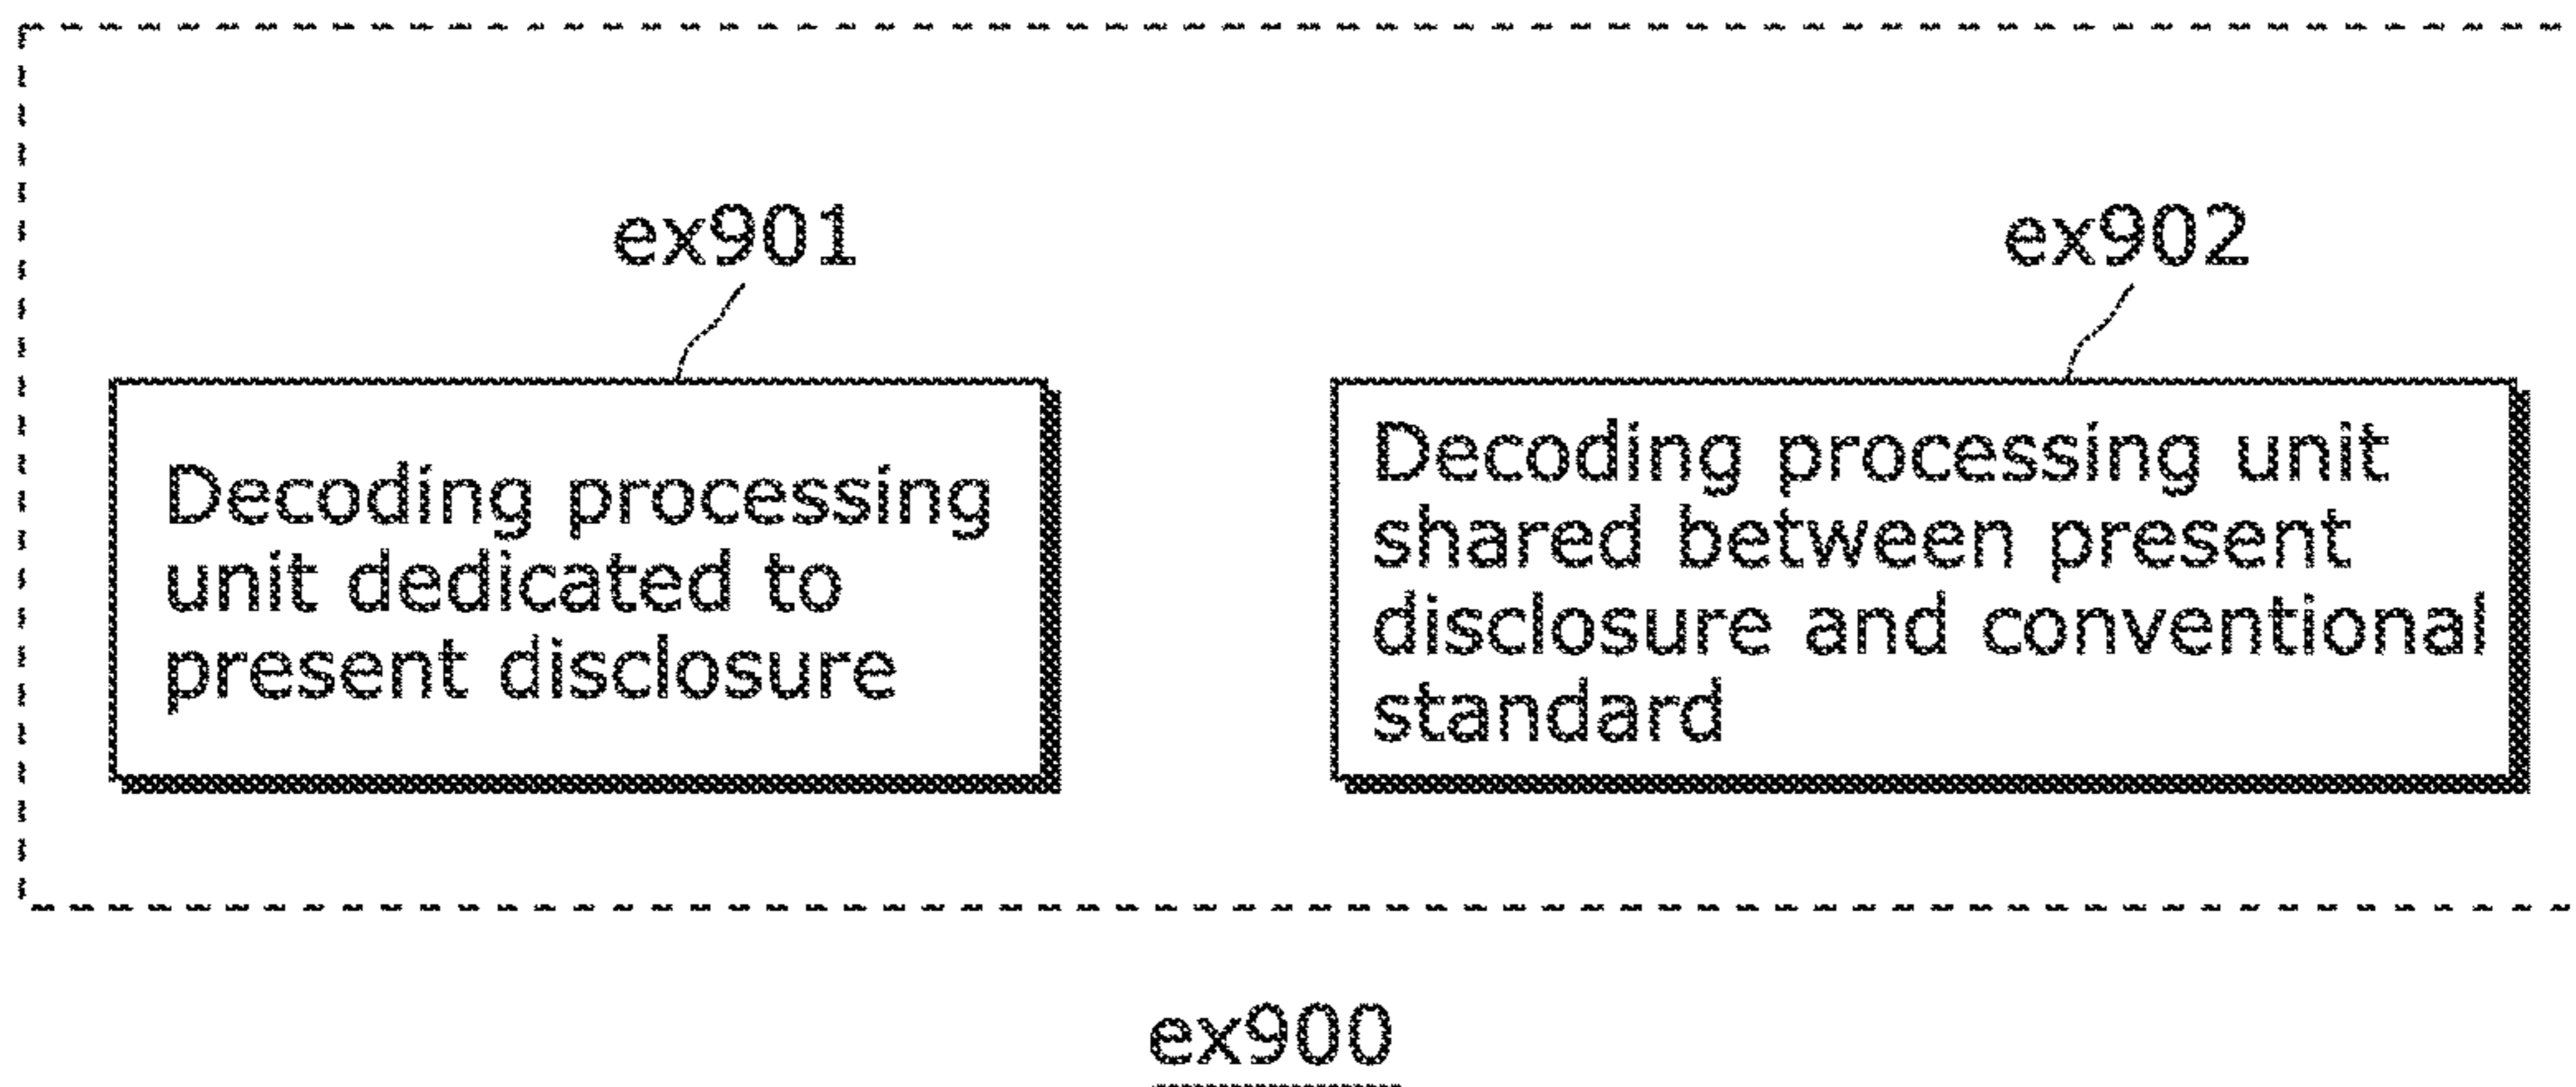 ex901
ex902
Decoding processing
unit dedicated to
present disclosure
Decoding processing unit
shared between present
disclosure and conventional
standard
ex900